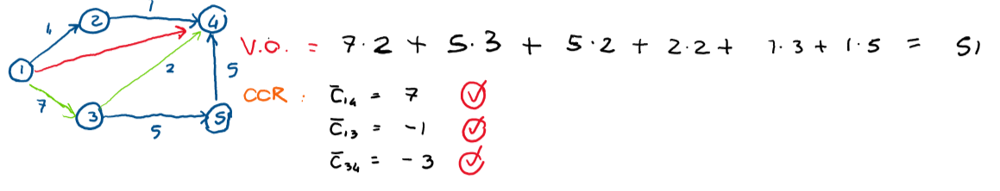 1
1 2 4
V.O. = 7·2 + 5·3 + 5·2 + 2·2 + 1·3 + 1·5 = 51
1
2 5
7 3 5
5
CCR : c̄₁₄ = 7
c̄₁₃ = -1
c̄₃₄ = -3